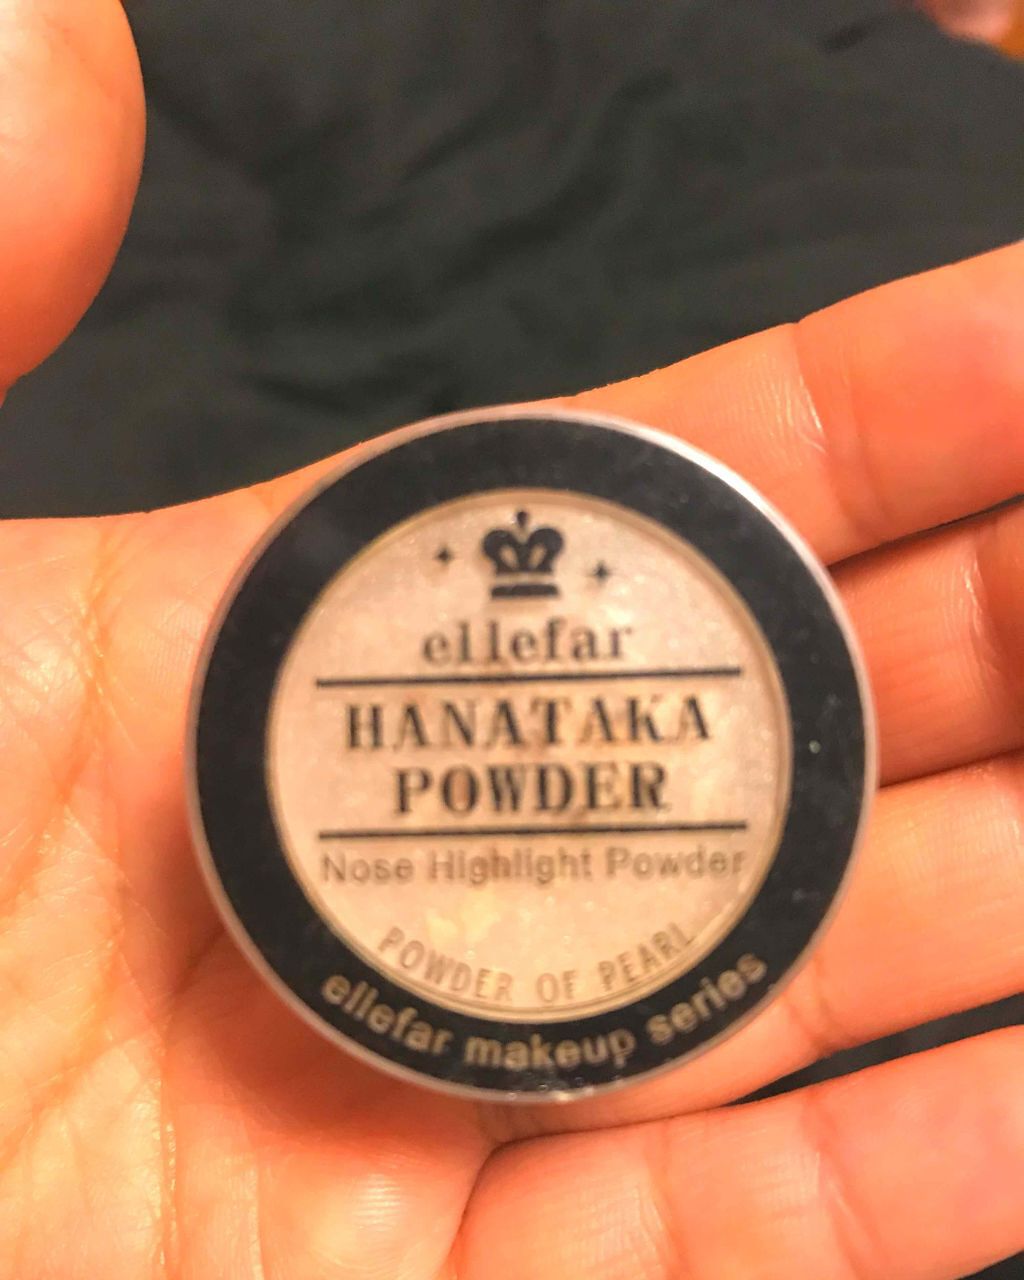 ellefar
HANATAKA
POWDER
Nose Highlight Powder
POWDER OF PEARL
ellefar makeup series